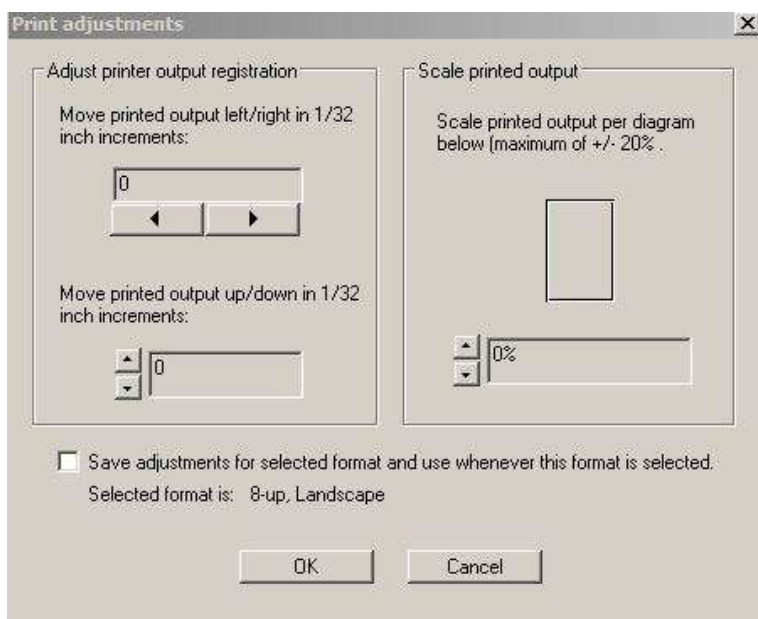 Print adjustments
Adjust printer output registration
Move printed output left/right in 1/32
inch increments:
0
Move printed output up/down in 1/32
inch increments:
0
Scale printed output
Scale printed output per diagram
below (maximum of +/- 20% .
0%
Save adjustments for selected format and use whenever this format is selected.
Selected format is: 8-up, Landscape
OK
Cancel